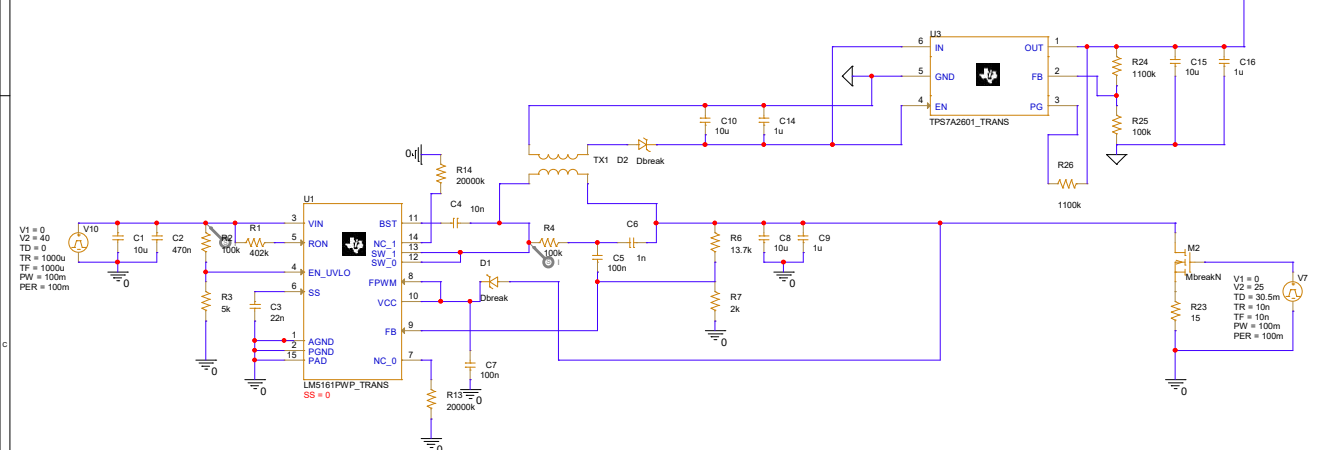 U3
6 IN
OUT 1
5 GND
FB 2
4 EN
PG 3
TPS7A2601_TRANS
R24
1100k
C15
10u
C16
1u
R25
100k
R26
1100k
C10
10u
C14
1u
TX1
D2
Dbreak
0
R14
20000k
C4
10n
V1 = 0
V2 = 40
TD = 0
TR = 1000u
TF = 1000u
PW = 100m
PER = 100m
V10
C1
10u
C2
470n
0
R2
100k
R1
402k
R3
5k
0
C3
22n
0
U1
3 VIN
BST 11
5 RON
NC_1 14
SW_1 13
SW_0 12
4 EN_UVLO
FPWM 8
6 SS
VCC 10
FB 9
1 AGND
2 PGND
15 PAD
NC_0 7
LM5161PWP_TRANS
SS = 0
R4
100k
C6
1n
C5
100n
D1
Dbreak
C7
100n
0
R13
20000k
0
R6
13.7k
R7
2k
0
C8
10u
C9
1u
0
M2
MbreakN
R23
15
0
V1 = 0
V2 = 25
TD = 30.5m
TR = 10n
TF = 10n
PW = 100m
PER = 100m
V7
C